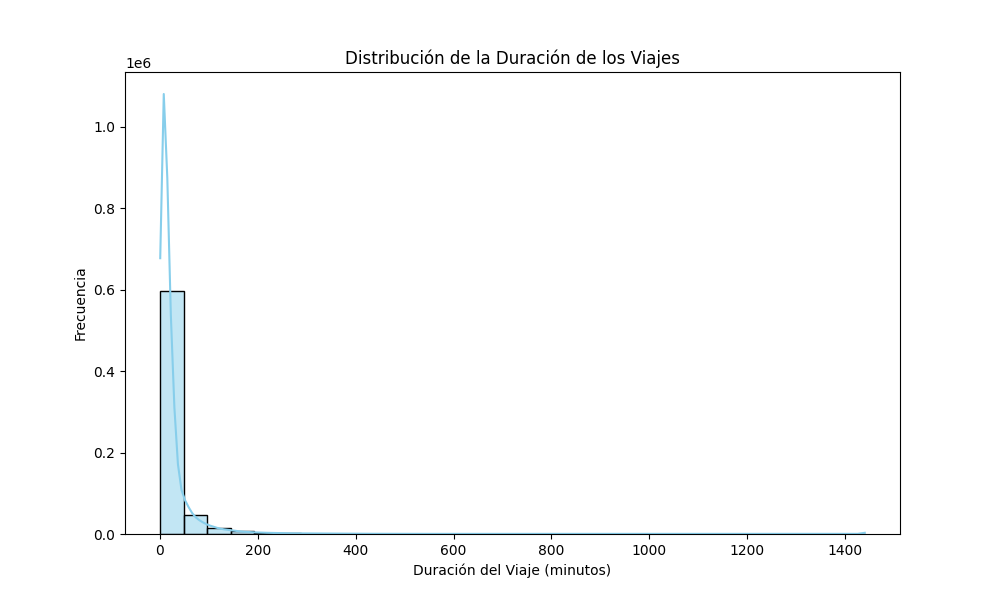 Distribución de la Duración de los Viajes
1e6
1.0
0.8
0.6
0.4
0.2
0.0
Frecuencia
0 200 400 600 800 1000 1200 1400
Duración del Viaje (minutos)